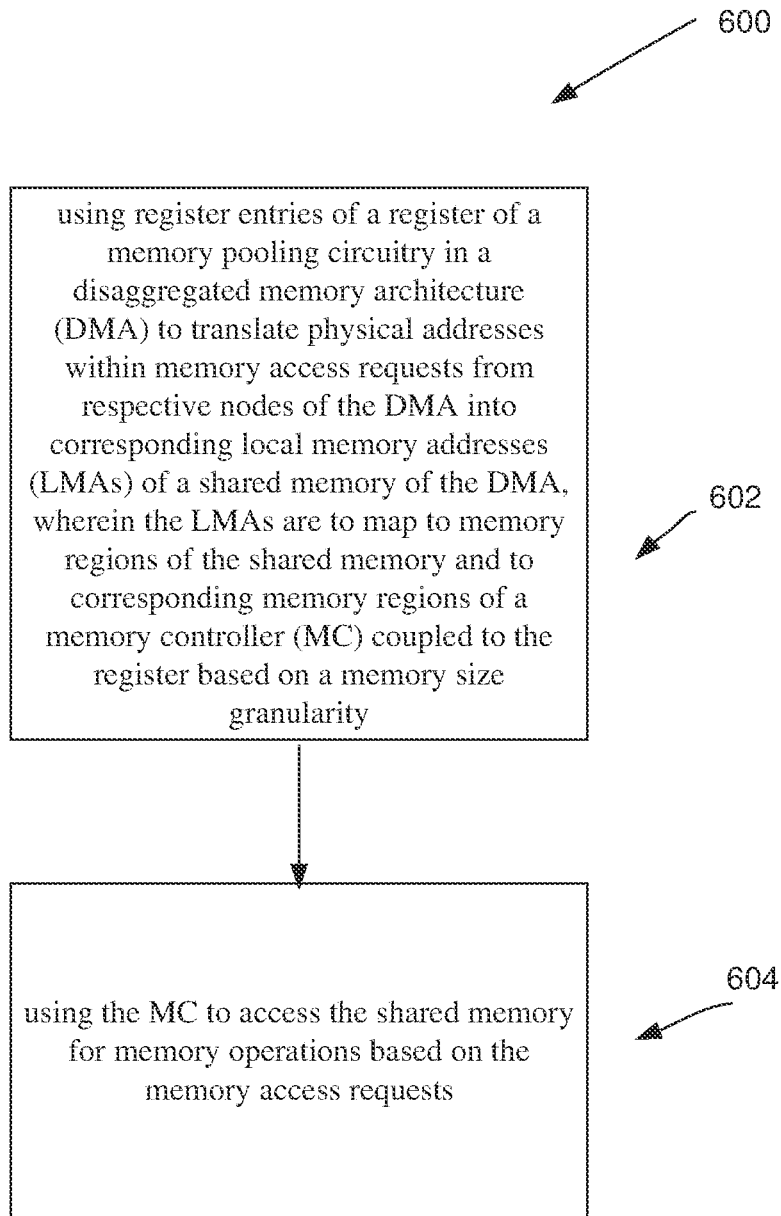 600
using register entries of a register of a
memory pooling circuitry in a
disaggregated memory architecture
(DMA) to translate physical addresses
within memory access requests from
respective nodes of the DMA into
corresponding local memory addresses
(LMAs) of a shared memory of the DMA,
wherein the LMAs are to map to memory
regions of the shared memory and to
corresponding memory regions of a
memory controller (MC) coupled to the
register based on a memory size
granularity
602
using the MC to access the shared memory
for memory operations based on the
memory access requests
604